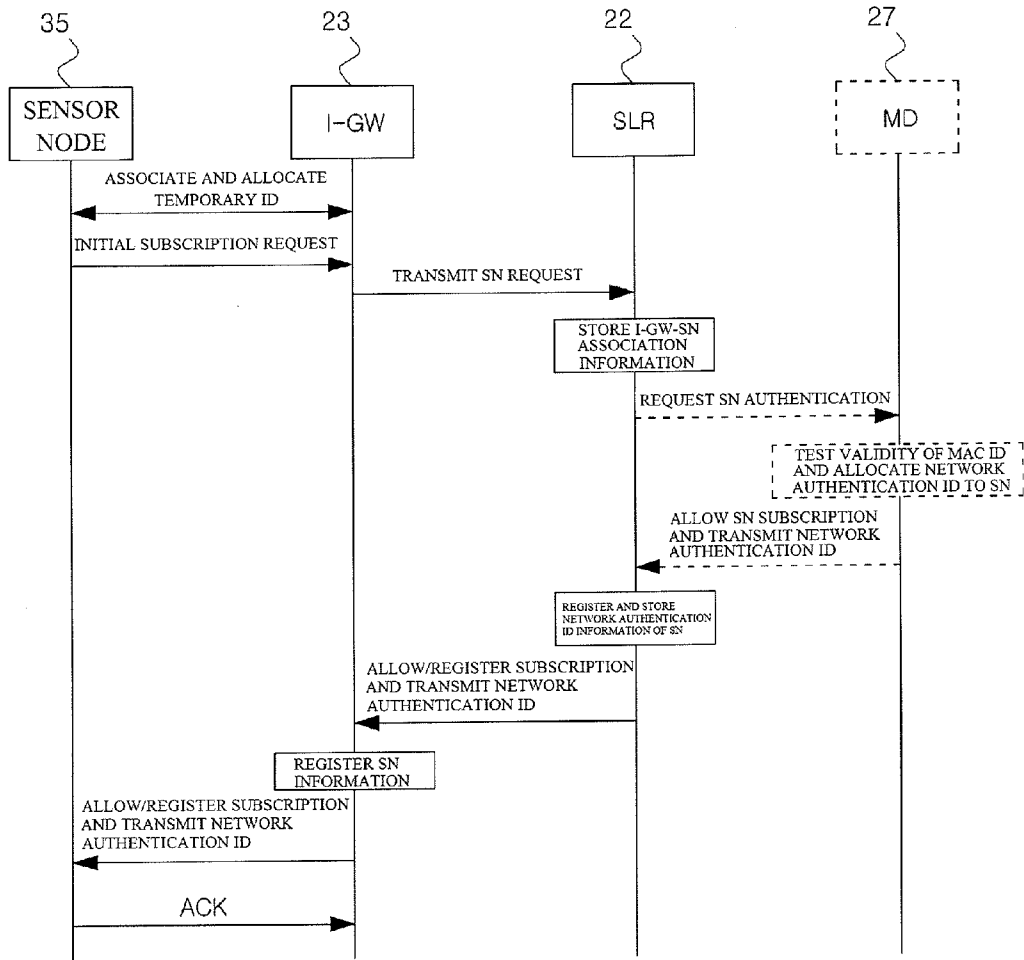 35
23
22
27
SENSOR
NODE
I-GW
SLR
MD
ASSOCIATE AND ALLOCATE
TEMPORARY ID
INITIAL SUBSCRIPTION REQUEST
TRANSMIT SN REQUEST
STORE I-GW-SN
ASSOCIATION
INFORMATION
REQUEST SN AUTHENTICATION
TEST VALIDITY OF MAC ID
AND ALLOCATE NETWORK
AUTHENTICATION ID TO SN
ALLOW SN SUBSCRIPTION
AND TRANSMIT NETWORK
AUTHENTICATION ID
REGISTER AND STORE
NETWORK AUTHENTICATION
ID INFORMATION OF SN
ALLOW/REGISTER SUBSCRIPTION
AND TRANSMIT NETWORK
AUTHENTICATION ID
REGISTER SN
INFORMATION
ALLOW/REGISTER SUBSCRIPTION
AND TRANSMIT NETWORK
AUTHENTICATION ID
ACK